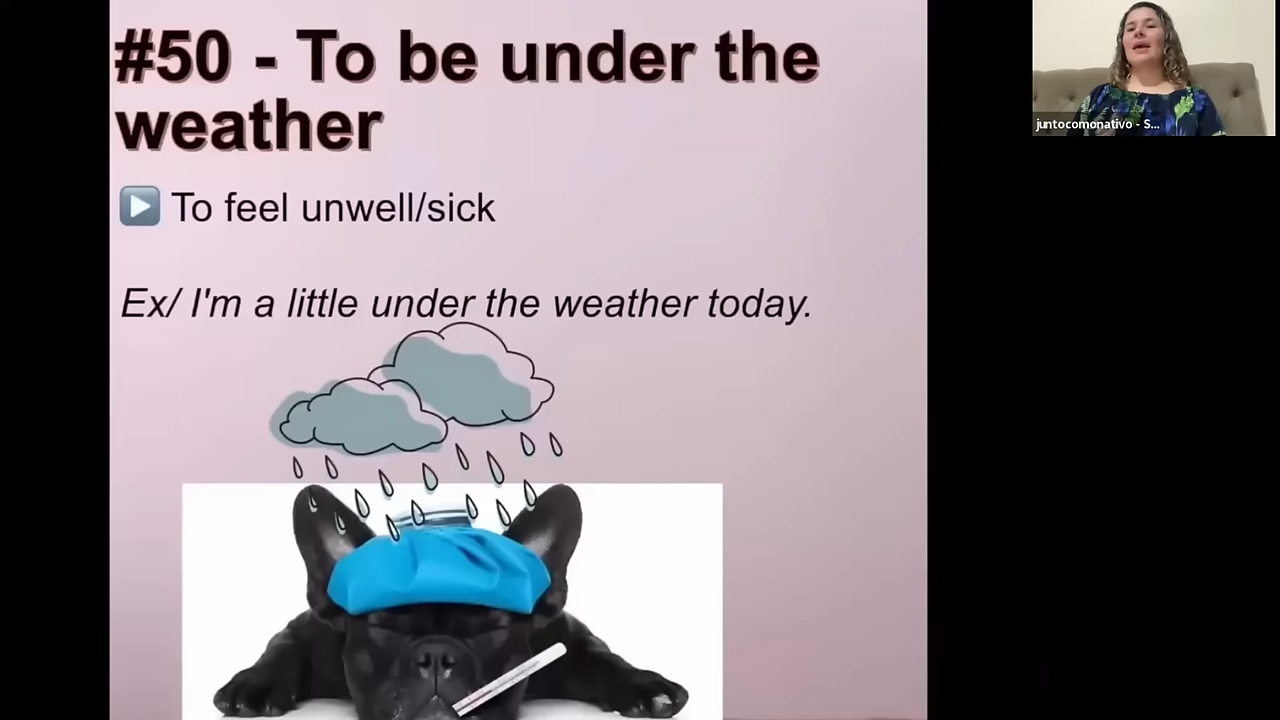 #50 - To be under the
weather
▶️ To feel unwell/sick
Ex/ I'm a little under the weather today.
juntocomonativo - S...